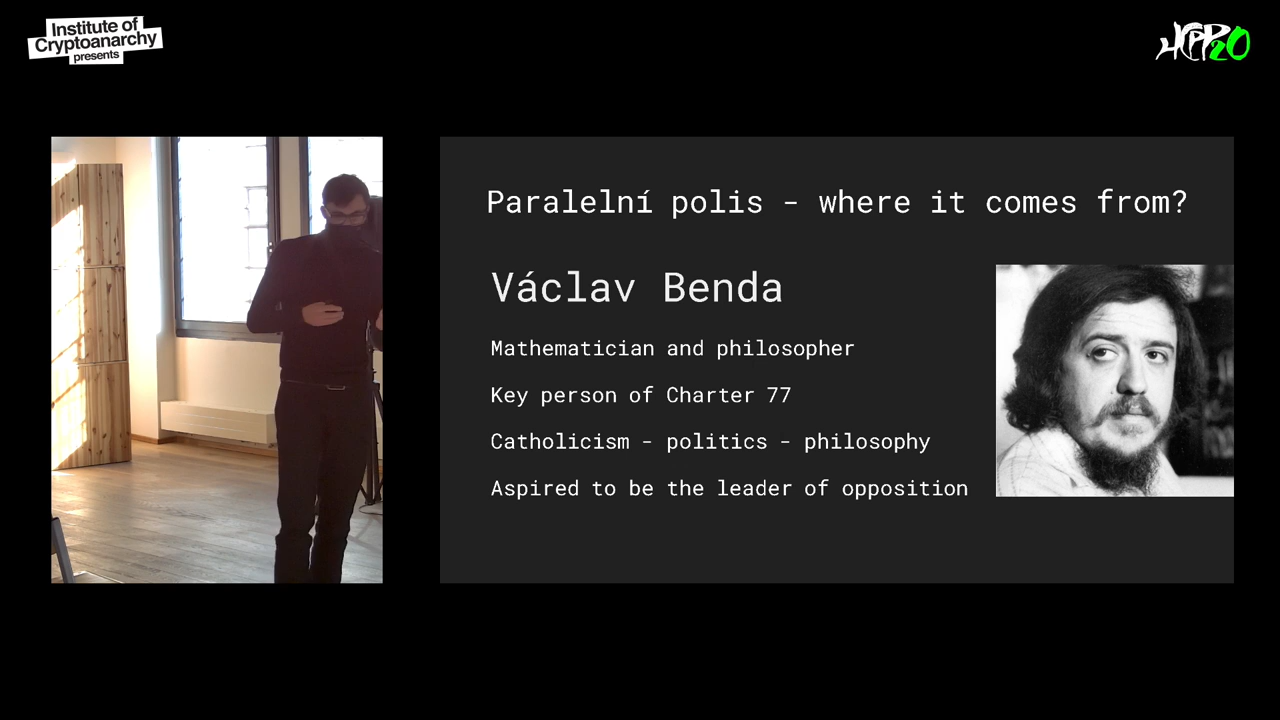 Institute of
Cryptoanarchy
presents
HCPP20
Paralelní polis - where it comes from?
Václav Benda
Mathematician and philosopher
Key person of Charter 77
Catholicism - politics - philosophy
Aspired to be the leader of opposition